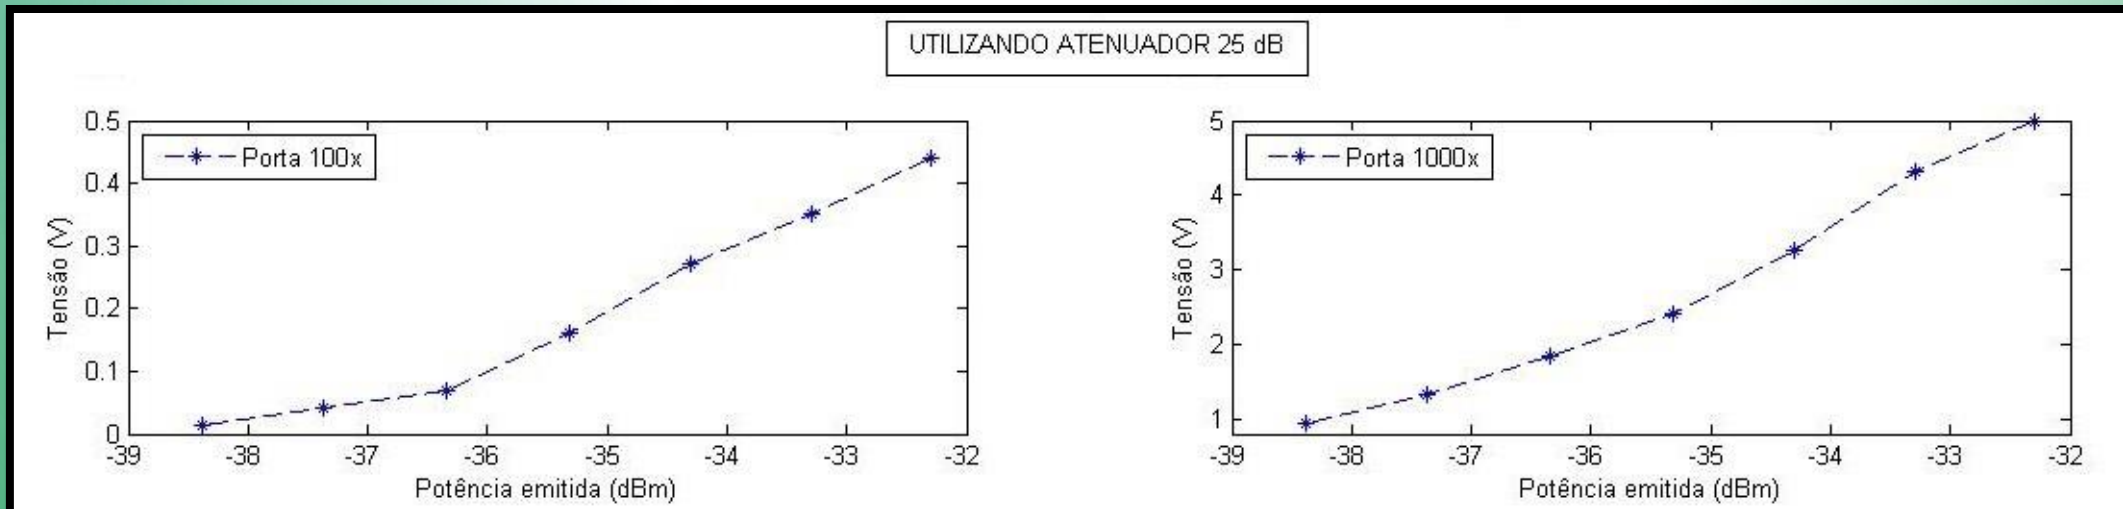 UTILIZANDO ATENUADOR 25 dB
Porta 100x
0.5
0.4
0.3
0.2
0.1
0
Tensão (V)
-39 -38 -37 -36 -35 -34 -33 -32
Potência emitida (dBm)
Porta 1000x
5
4
3
2
1
Tensão (V)
-39 -38 -37 -36 -35 -34 -33 -32
Potência emitida (dBm)